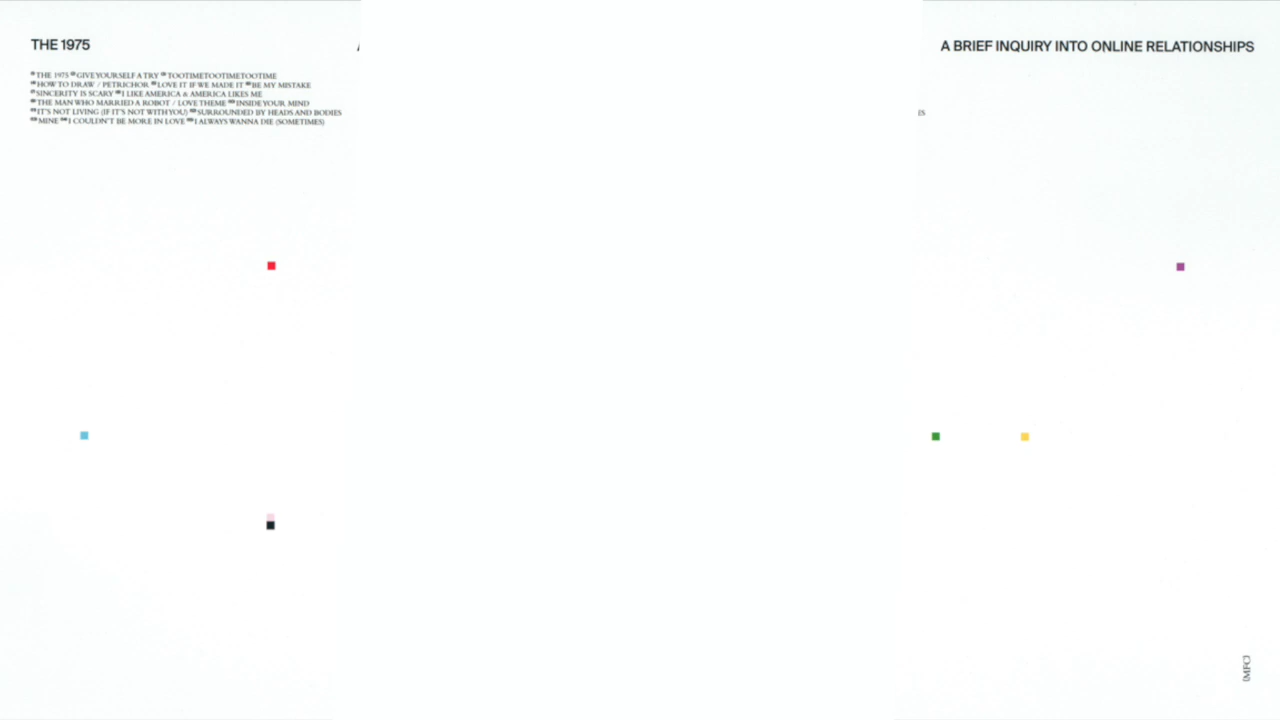 THE 1975
A BRIEF INQUIRY INTO ONLINE RELATIONSHIPS
THE 1975 GIVE YOURSELF A TRY TOOTIMETOOTIMETOOTIME
HOW TO DRAW / PETRICHOR LOVE IT IF WE MADE IT BE MY MISTAKE
SINCERITY IS SCARY I LIKE AMERICA & AMERICA LIKES ME
THE MAN WHO MARRIED A ROBOT / LOVE THEME INSIDE YOUR MIND
IT'S NOT LIVING (IF IT'S NOT WITH YOU) SURROUNDED BY HEADS AND BODIES
MINE I COULDN'T BE MORE IN LOVE I ALWAYS WANNA DIE (SOMETIMES)
ES
(MFC)